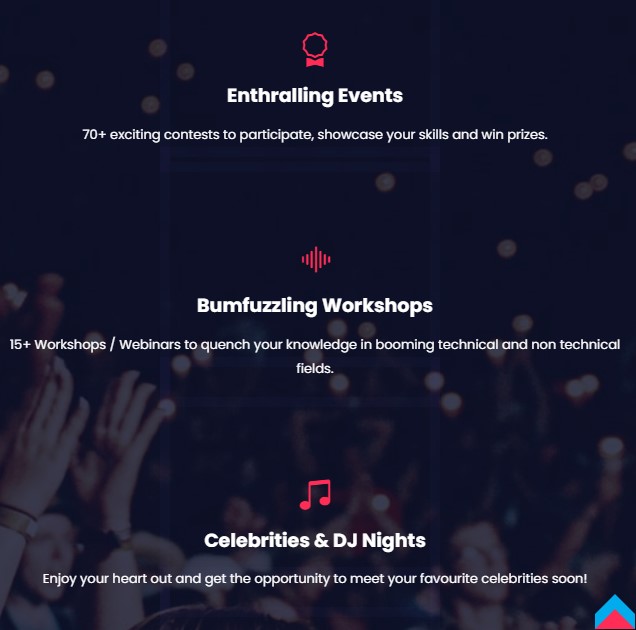 Enthralling Events
70+ exciting contests to participate, showcase your skills and win prizes.
Bumfuzzling Workshops
15+ Workshops / Webinars to quench your knowledge in booming technical and non technical
fields.
Celebrities & DJ Nights
Enjoy your heart out and get the opportunity to meet your favourite celebrities soon!